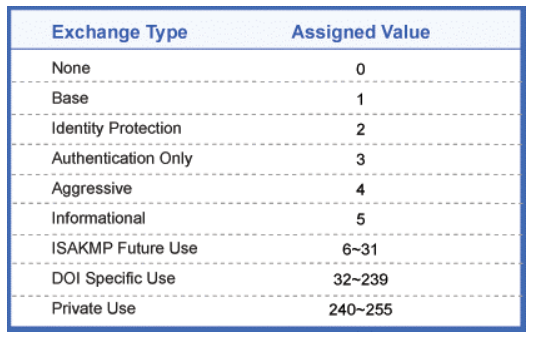 Exchange Type Assigned Value
None 0
Base 1
Identity Protection 2
Authentication Only 3
Aggressive 4
Informational 5
ISAKMP Future Use 6~31
DOI Specific Use 32~239
Private Use 240~255